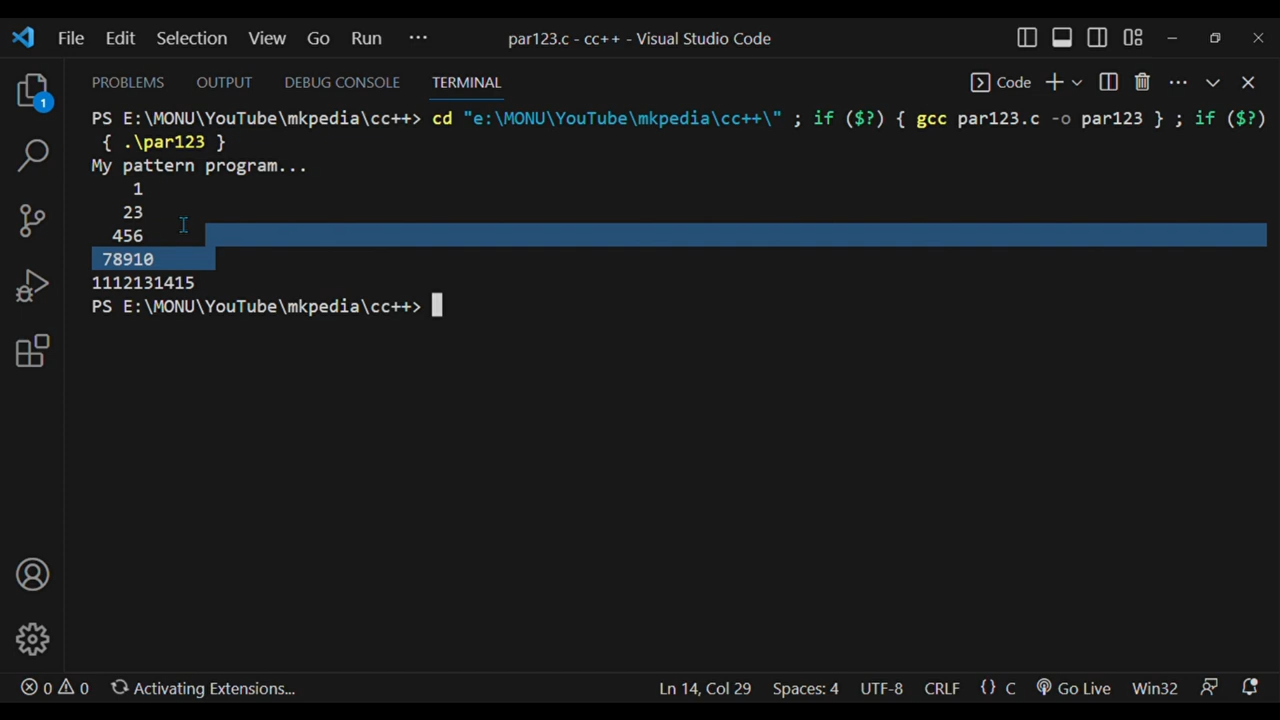 File Edit Selection View Go Run ··· par123.c - cc++ - Visual Studio Code
PROBLEMS OUTPUT DEBUG CONSOLE TERMINAL Code
PS E:\MONU\YouTube\mkpedia\cc++> cd "e:\MONU\YouTube\mkpedia\cc++\" ; if ($?) { gcc par123.c -o par123 } ; if ($?)
{ .\par123 }
My pattern program...
1
23
456
78910
1112131415
PS E:\MONU\YouTube\mkpedia\cc++>
1
0 0 Activating Extensions... Ln 14, Col 29 Spaces: 4 UTF-8 CRLF {} C Go Live Win32